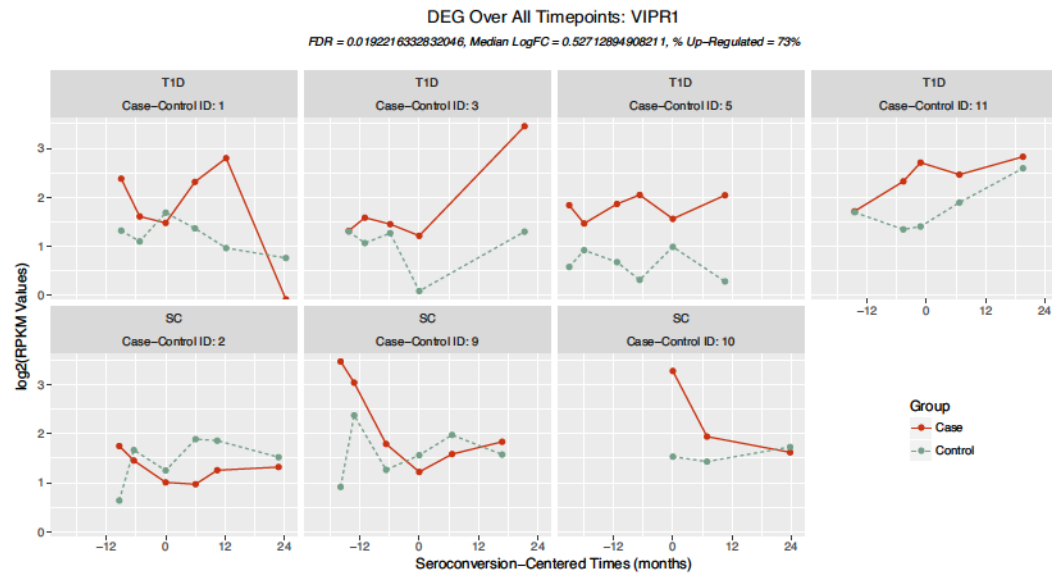 DEG Over All Timepoints: VIPR1
FDR = 0.0192216332832046, Median LogFC = 0.52712894908211, % Up−Regulated = 73%
T1D
Case−Control ID: 1
T1D
Case−Control ID: 3
T1D
Case−Control ID: 5
T1D
Case−Control ID: 11
3
2
1
0
−12 0 12 24
SC
Case−Control ID: 2
SC
Case−Control ID: 9
SC
Case−Control ID: 10
3
2
1
0
log2(RPKM Values)
−12 0 12 24
−12 0 12 24
−12 0 12 24
Seroconversion−Centered Times (months)
Group
Case
Control